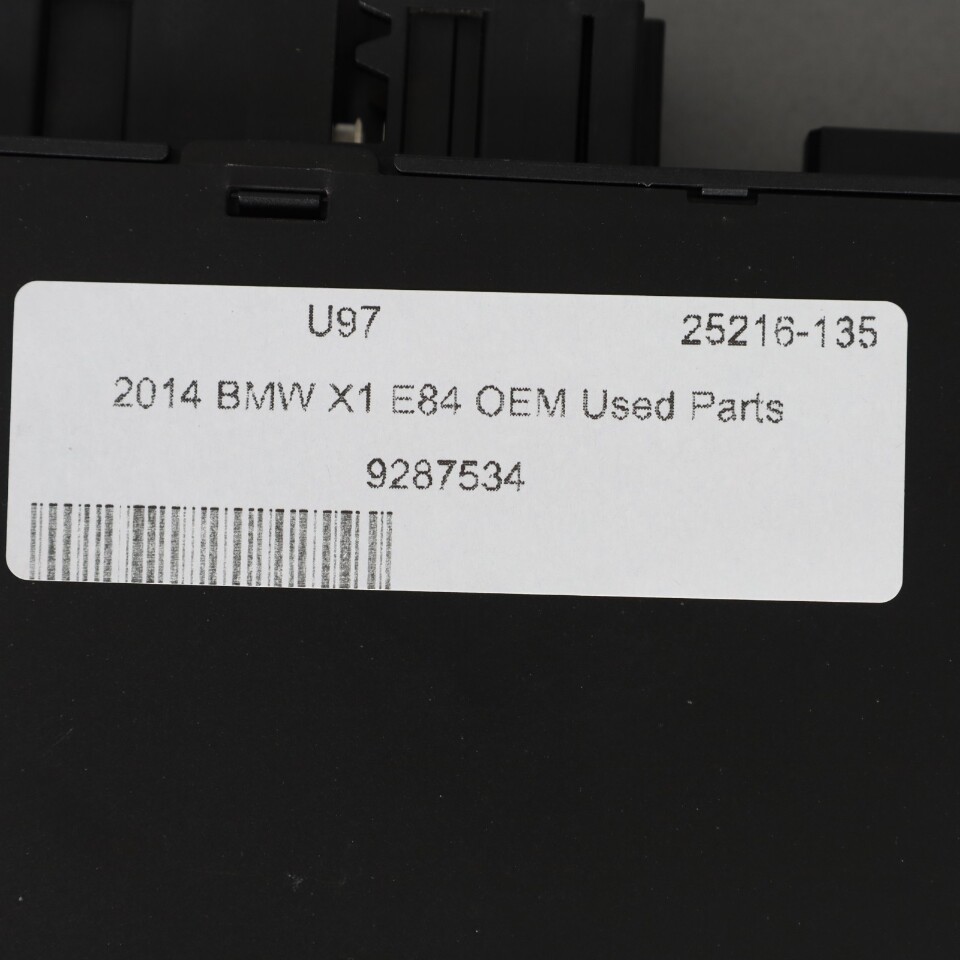 U97 25216-135
2014 BMW X1 E84 OEM Used Parts
9287534